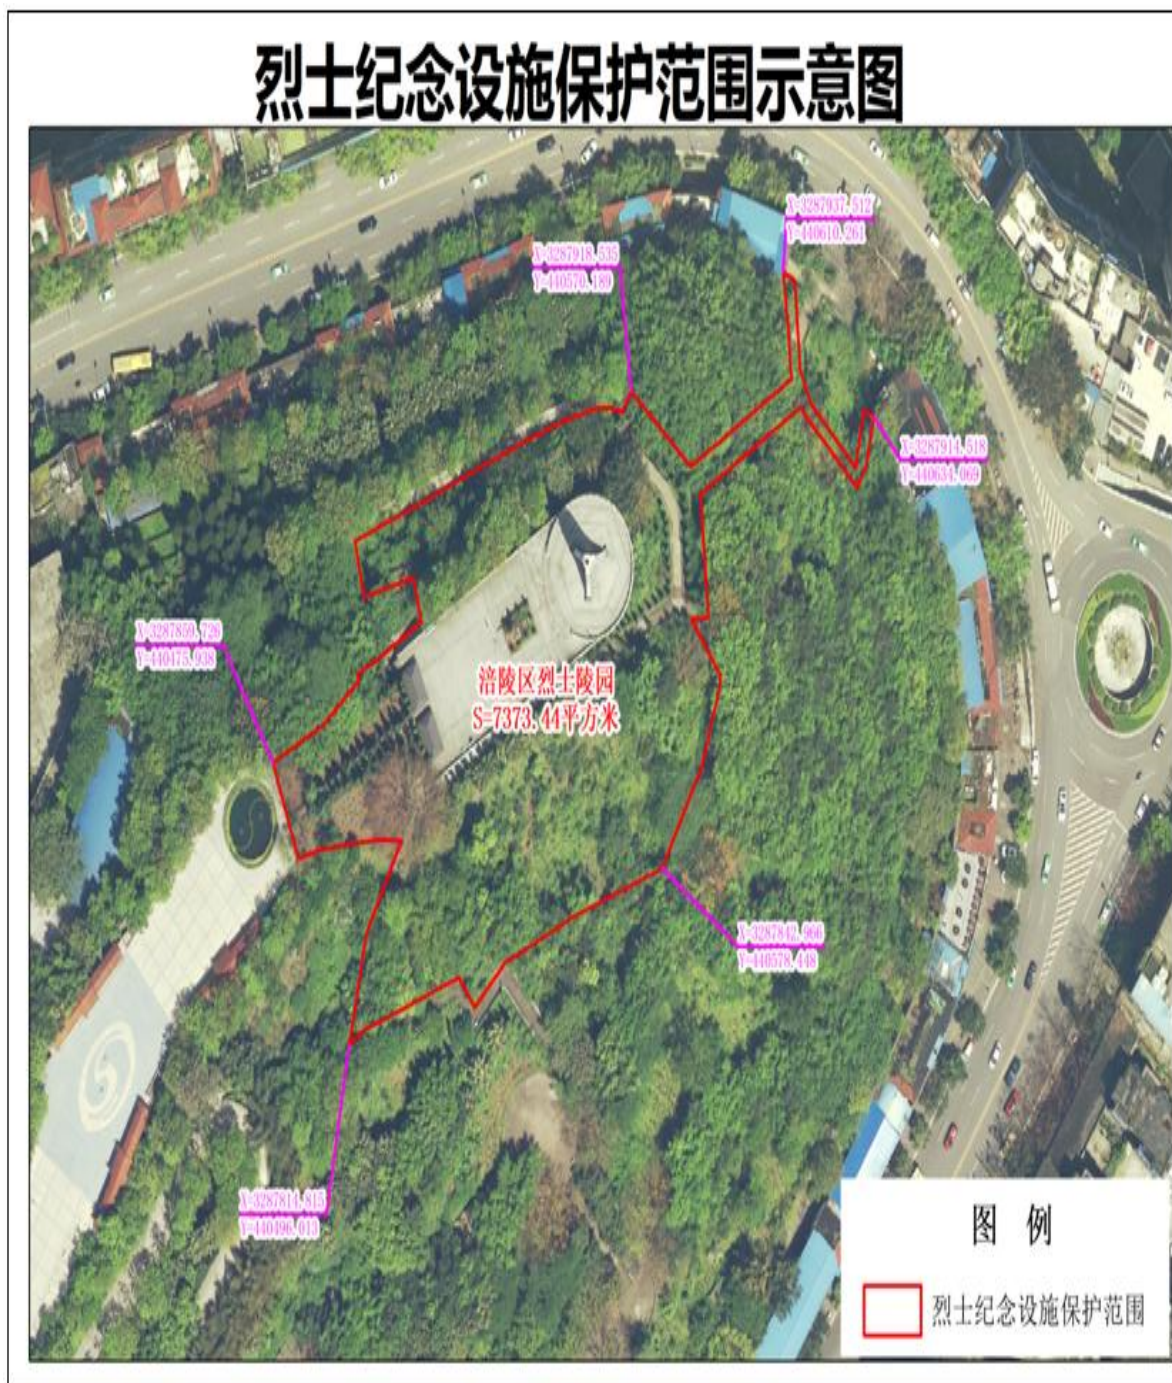 烈士纪念设施保护范围示意图
X=3287937.512
Y=440610.261
X=3287918.535
Y=440570.189
X=3287914.518
Y=440634.069
X=3287859.726
Y=440475.938
涪陵区烈士陵园
S=7373.44平方米
X=3287842.966
Y=440578.448
X=3287814.815
Y=440496.013
图 例
烈士纪念设施保护范围